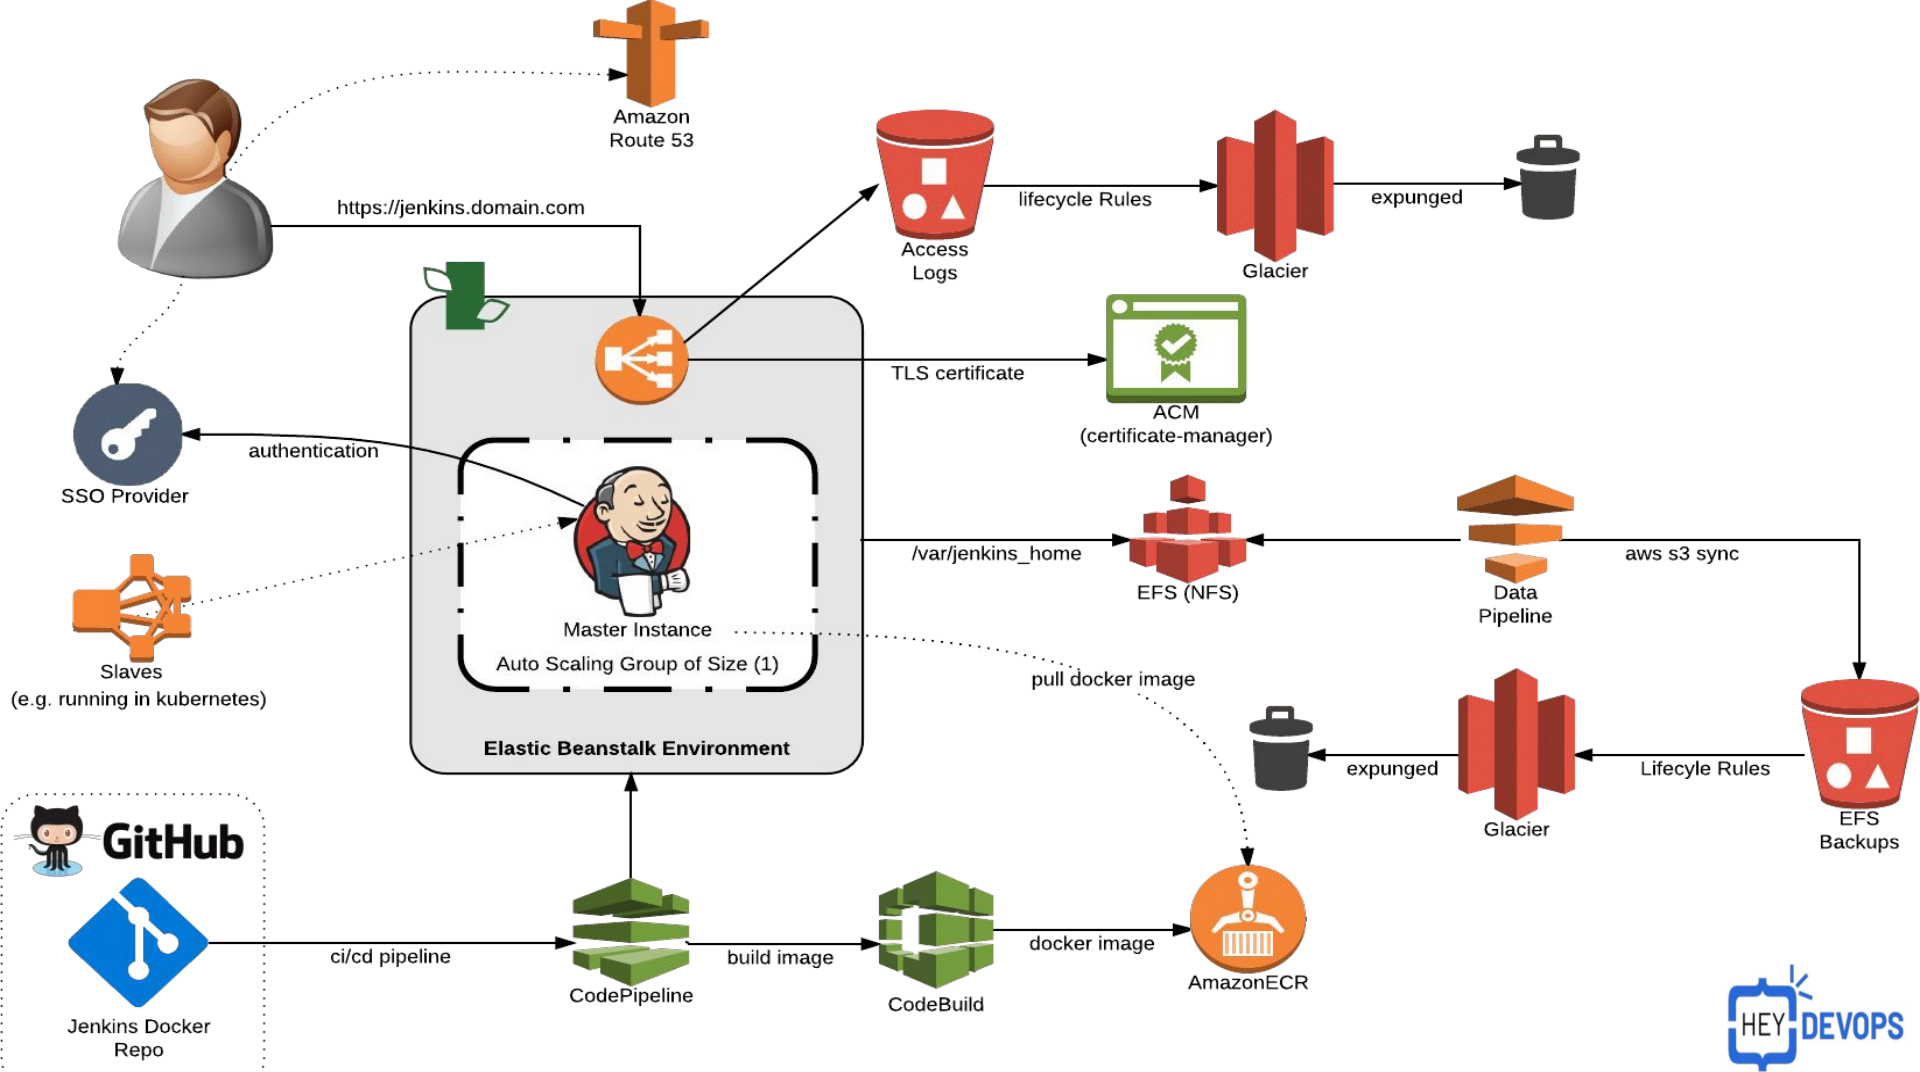 Amazon
Route 53
https://jenkins.domain.com
Access
Logs
lifecycle Rules
Glacier
expunged
TLS certificate
ACM
(certificate-manager)
authentication
SSO Provider
Master Instance
Auto Scaling Group of Size (1)
Elastic Beanstalk Environment
/var/jenkins_home
EFS (NFS)
Data
Pipeline
aws s3 sync
Slaves
(e.g. running in kubernetes)
pull docker image
expunged
Glacier
Lifecyle Rules
EFS
Backups
GitHub
Jenkins Docker
Repo
ci/cd pipeline
CodePipeline
build image
CodeBuild
docker image
AmazonECR
HEY DEVOPS